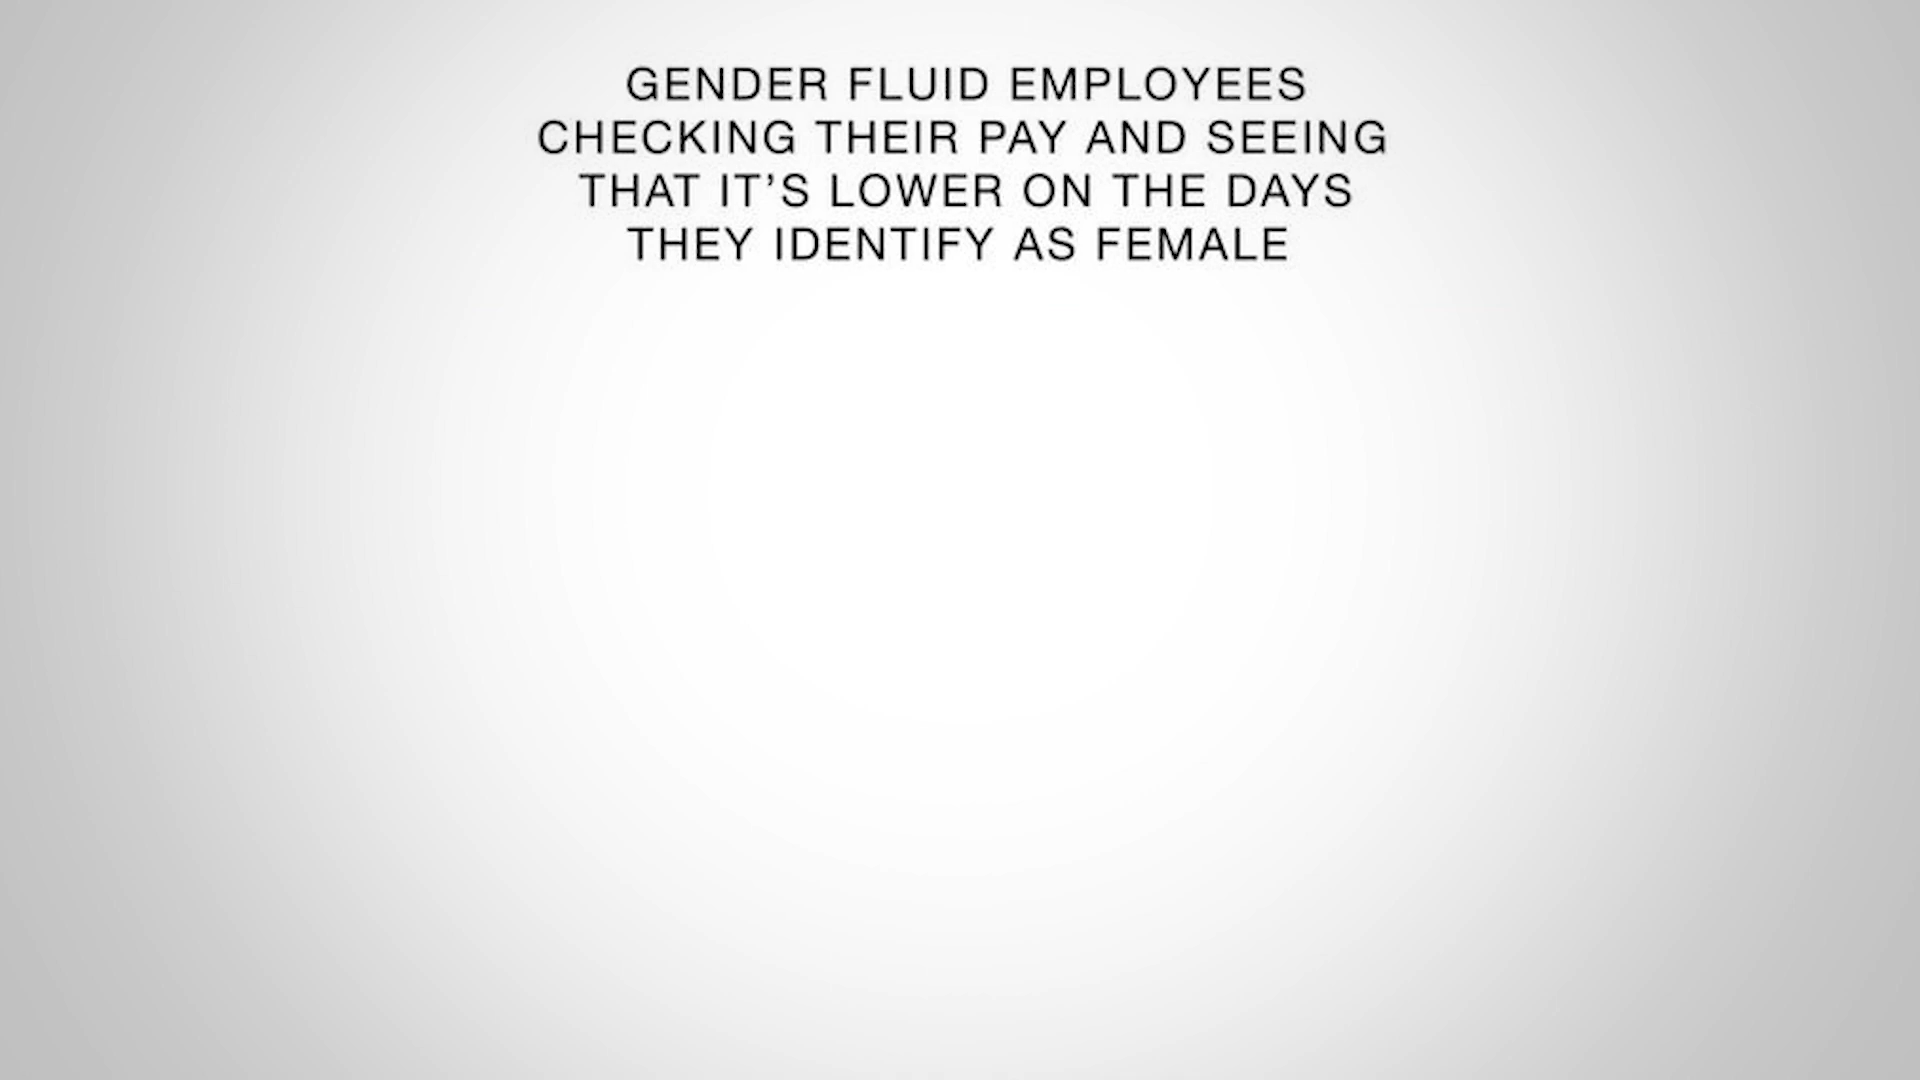 GENDER FLUID EMPLOYEES
CHECKING THEIR PAY AND SEEING
THAT IT’S LOWER ON THE DAYS
THEY IDENTIFY AS FEMALE